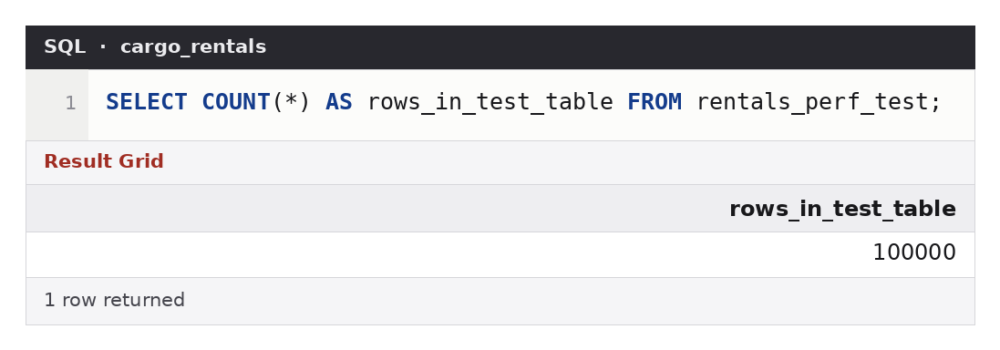 SQL · cargo_rentals
1 SELECT COUNT(*) AS rows_in_test_table FROM rentals_perf_test;
Result Grid
rows_in_test_table
100000
1 row returned